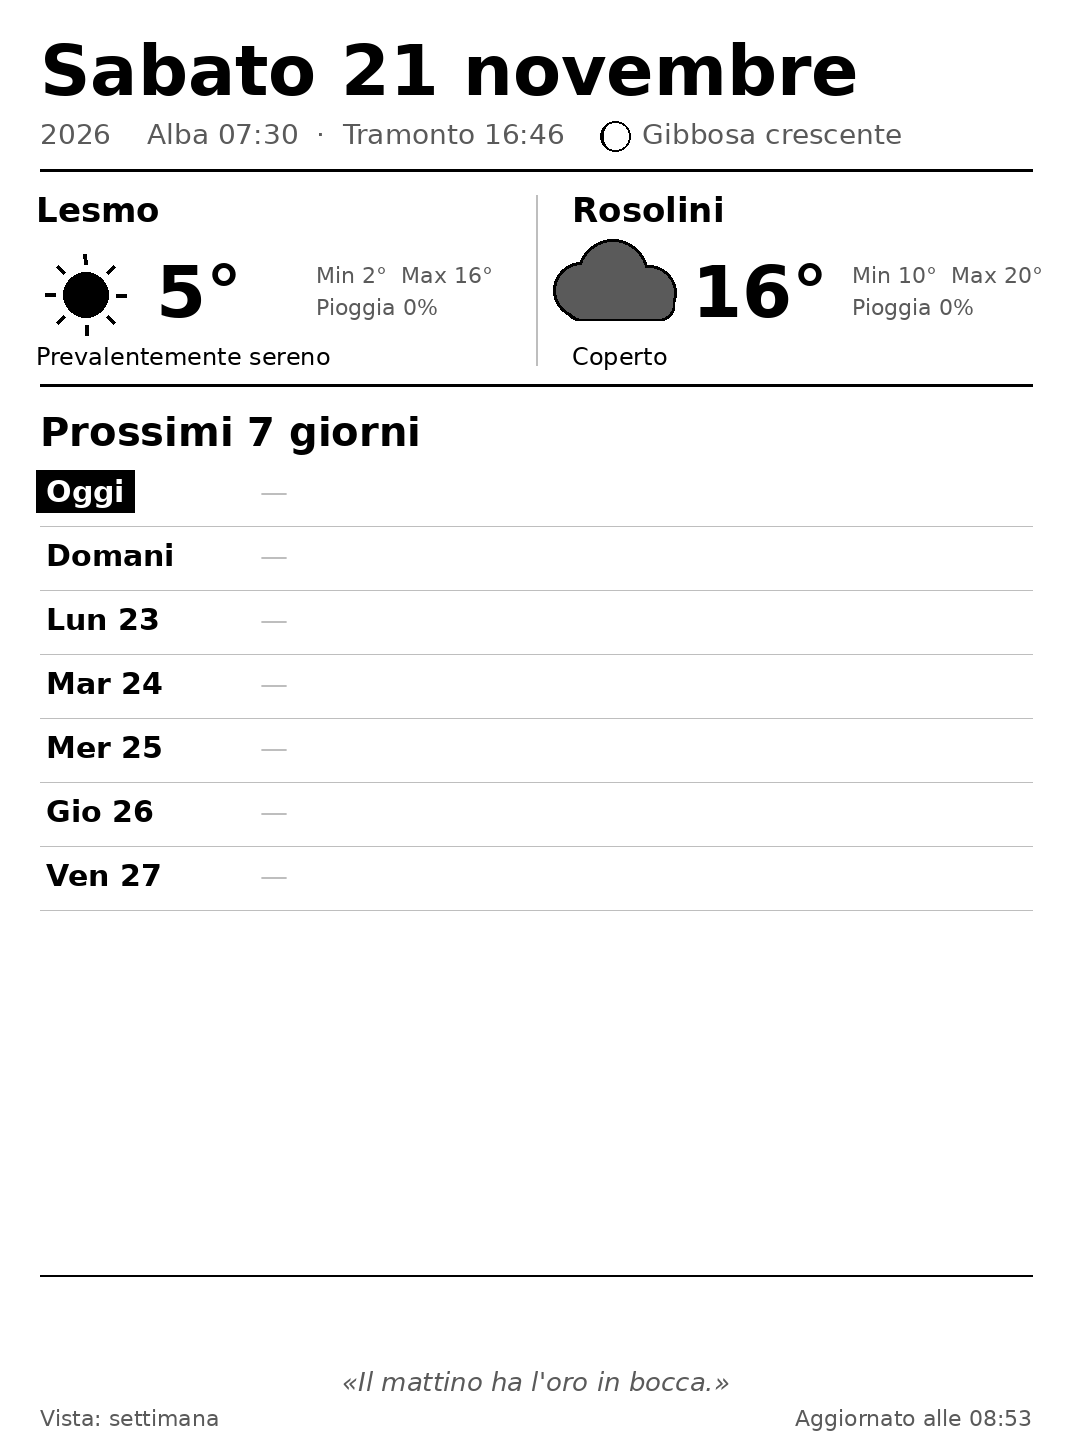 Sabato 21 novembre
2026 Alba 07:30 · Tramonto 16:46 Gibbosa crescente
Lesmo
5°
Min 2° Max 16°
Pioggia 0%
Prevalentemente sereno
Rosolini
16°
Min 10° Max 20°
Pioggia 0%
Coperto
Prossimi 7 giorni
Oggi —
Domani —
Lun 23 —
Mar 24 —
Mer 25 —
Gio 26 —
Ven 27 —
«Il mattino ha l'oro in bocca.»
Vista: settimana
Aggiornato alle 08:53